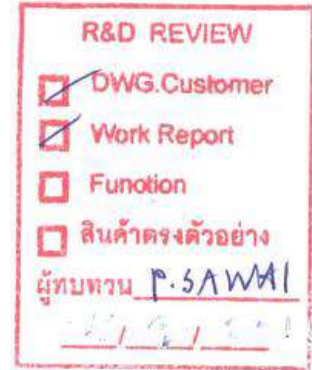 R&D REVIEW
DWG.Customer
Work Report
Function
สินค้าตรงตัวอย่าง
ผู้ทบทวน P.SAWAI